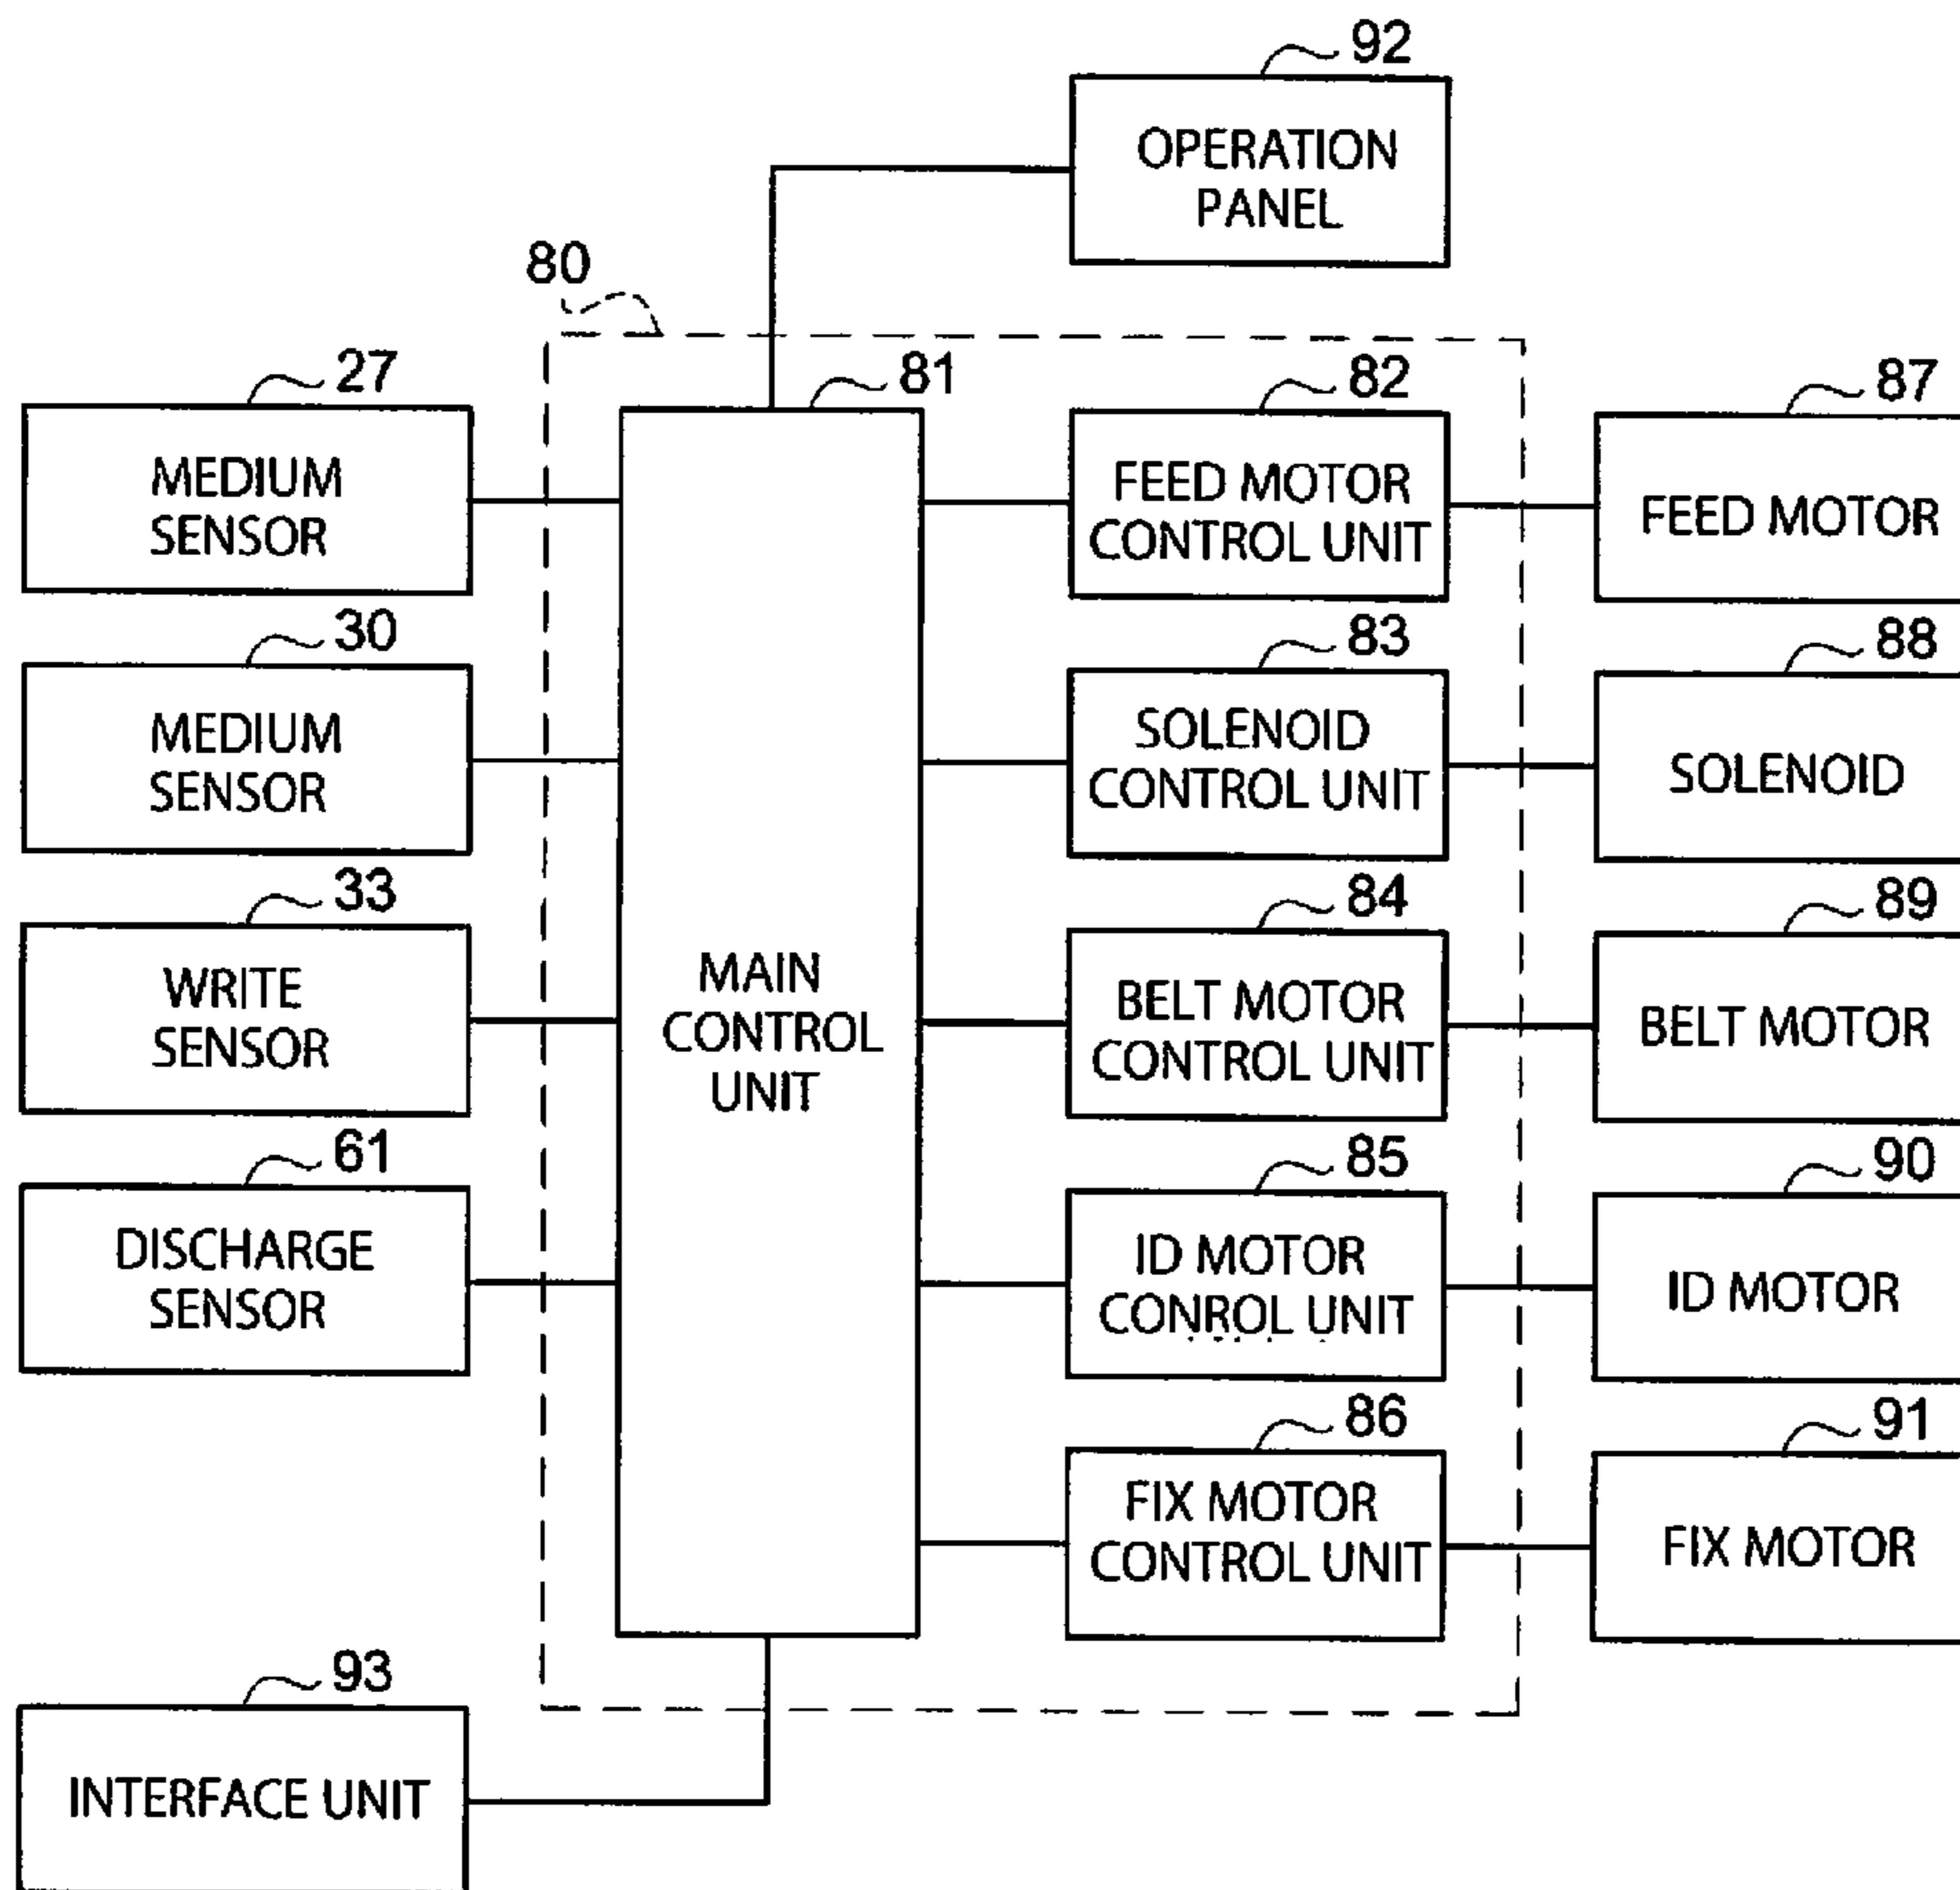 92
OPERATION
PANEL
80
27
MEDIUM
SENSOR
81
MAIN
CONTROL
UNIT
82
FEED MOTOR
CONTROL UNIT
87
FEED MOTOR
30
MEDIUM
SENSOR
83
SOLENOID
CONTROL UNIT
88
SOLENOID
33
WRITE
SENSOR
84
BELT MOTOR
CONTROL UNIT
89
BELT MOTOR
61
DISCHARGE
SENSOR
85
ID MOTOR
CONROL UNIT
90
ID MOTOR
86
FIX MOTOR
CONTROL UNIT
91
FIX MOTOR
93
INTERFACE UNIT